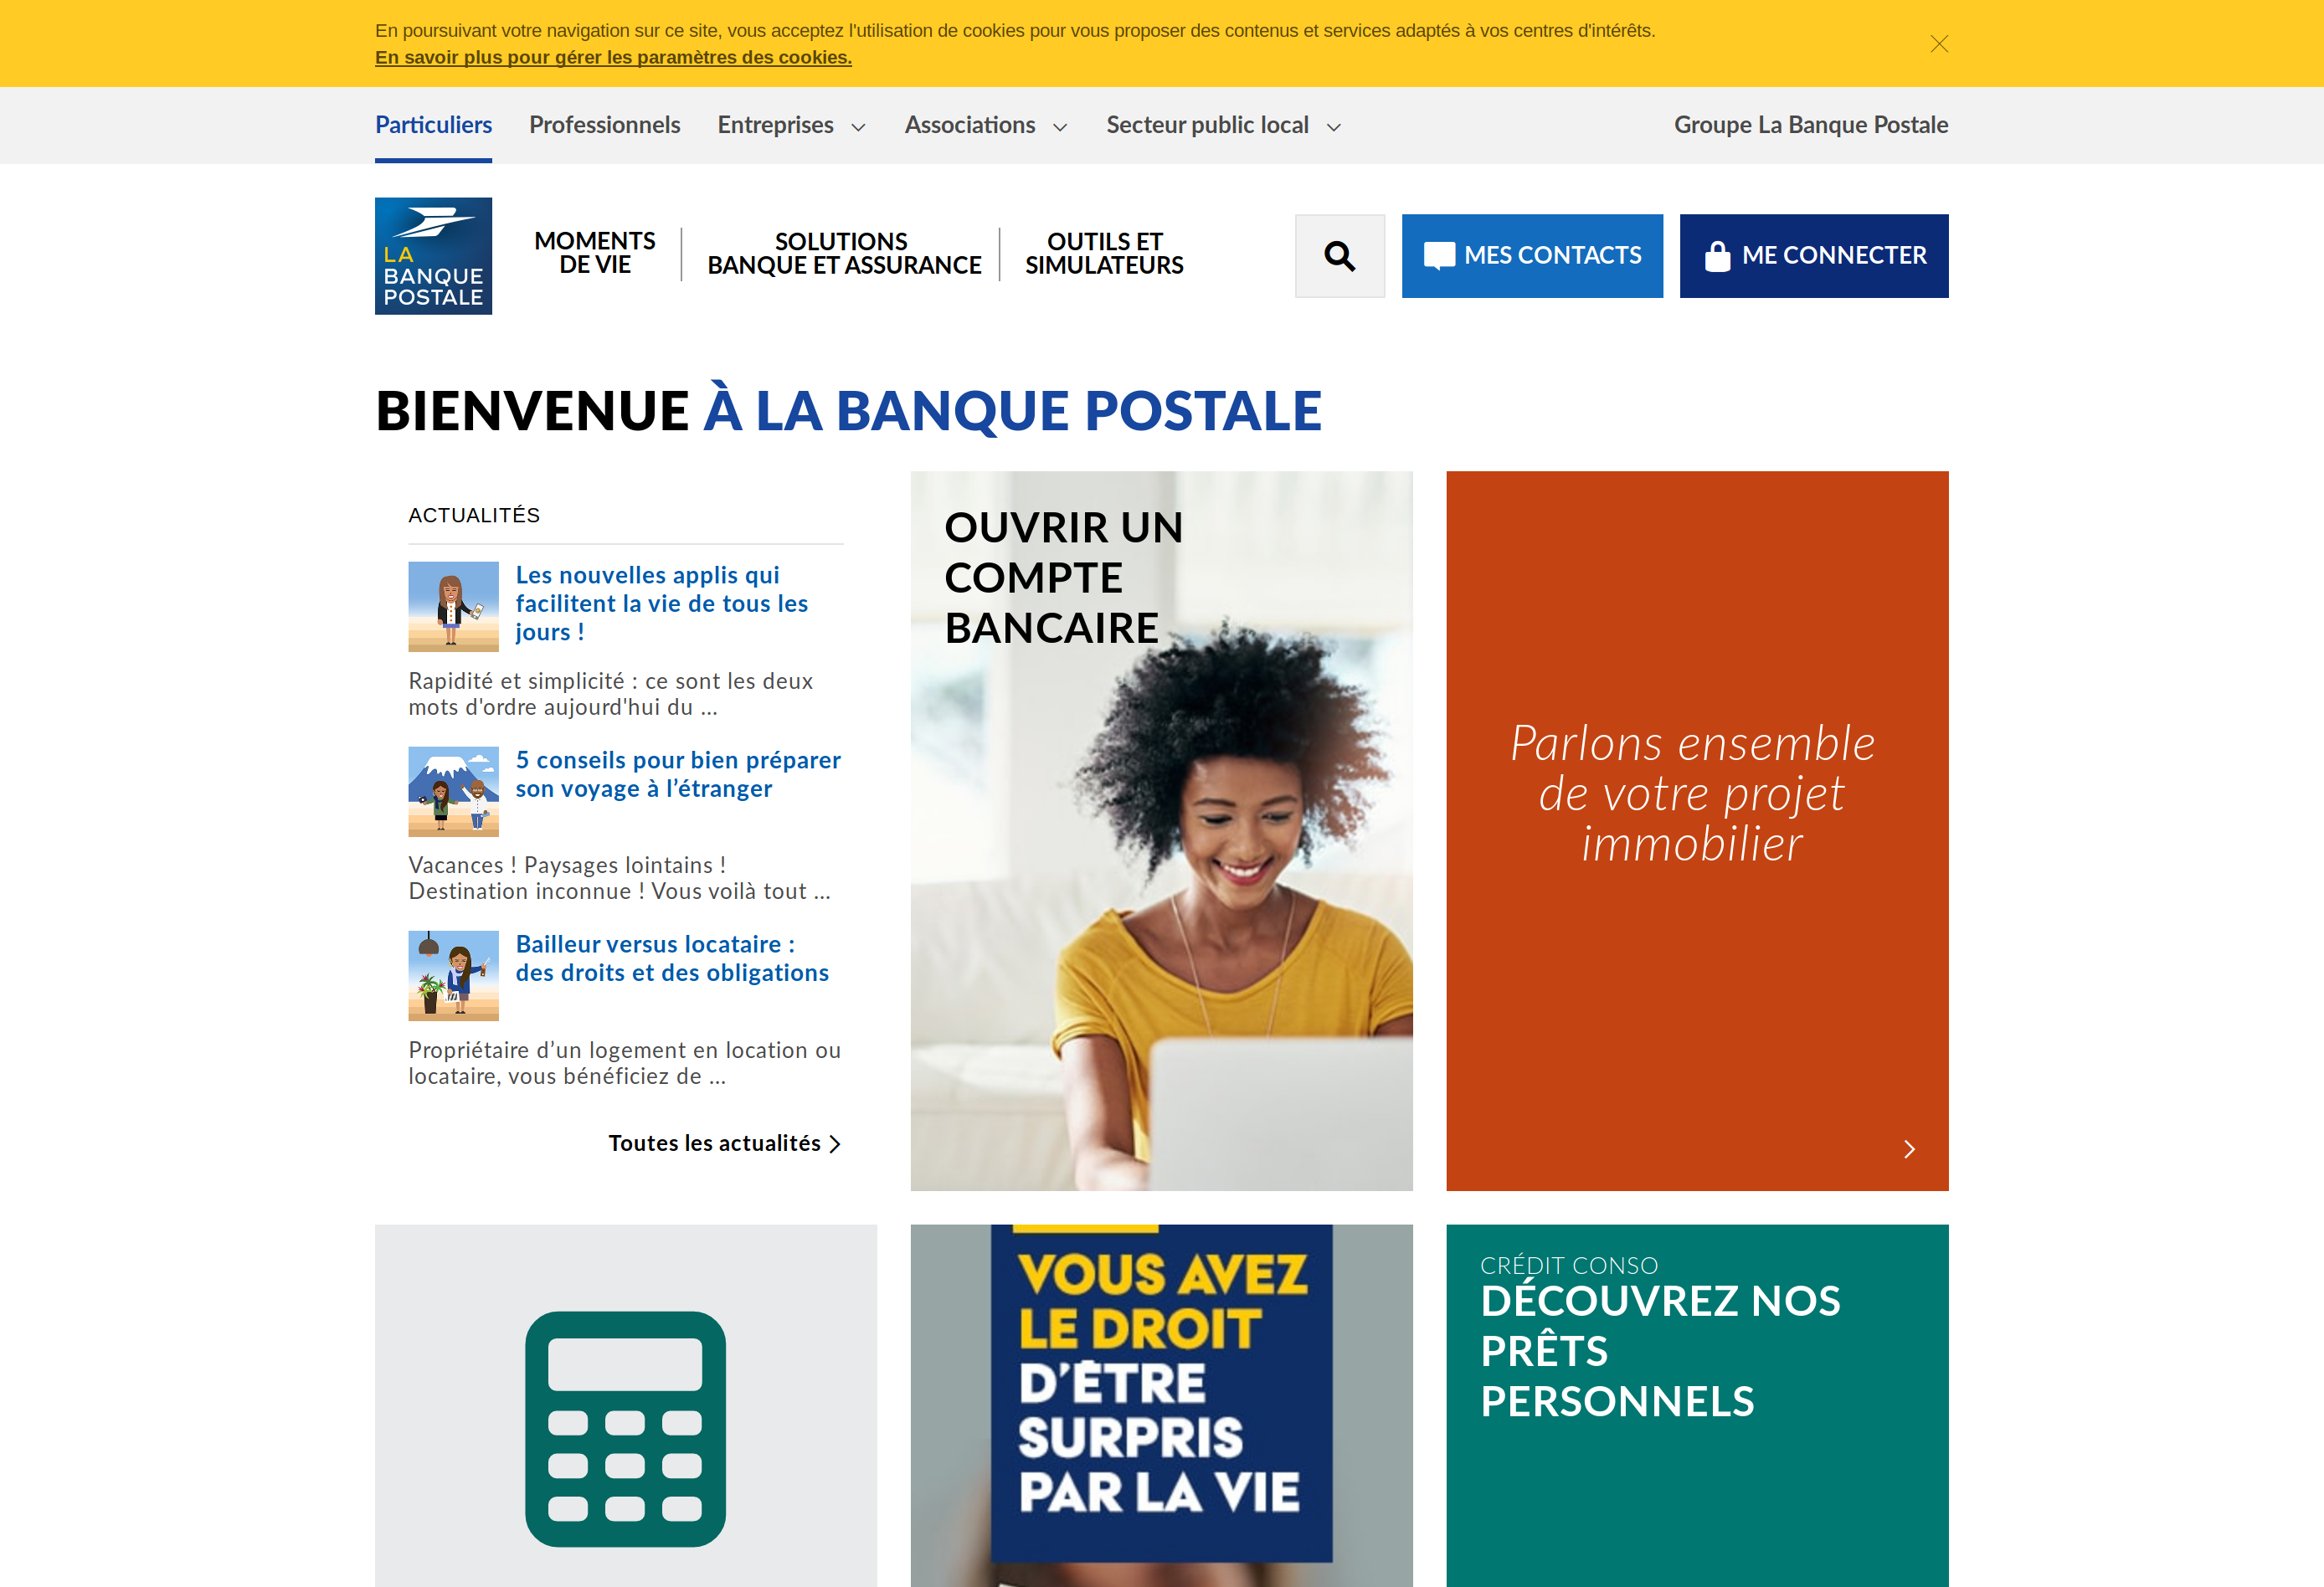 En poursuivant votre navigation sur ce site, vous acceptez l'utilisation de cookies pour vous proposer des contenus et services adaptés à vos centres d'intérêts.
En savoir plus pour gérer les paramètres des cookies.
Particuliers
Professionnels
Entreprises
Associations
Secteur public local
Groupe La Banque Postale
LA
BANQUE
POSTALE
MOMENTS
DE VIE
SOLUTIONS
BANQUE ET ASSURANCE
OUTILS ET
SIMULATEURS
MES CONTACTS
ME CONNECTER
BIENVENUE À LA BANQUE POSTALE
ACTUALITÉS
Les nouvelles applis qui
facilitent la vie de tous les
jours !
Rapidité et simplicité : ce sont les deux
mots d'ordre aujourd'hui du ...
5 conseils pour bien préparer
son voyage à l’étranger
Vacances ! Paysages lointains !
Destination inconnue ! Vous voilà tout ...
Bailleur versus locataire :
des droits et des obligations
Propriétaire d’un logement en location ou
locataire, vous bénéficiez de ...
Toutes les actualités
OUVRIR UN
COMPTE
BANCAIRE
Parlons ensemble
de votre projet
immobilier
VOUS AVEZ
LE DROIT
D’ÊTRE
SURPRIS
PAR LA VIE
CRÉDIT CONSO
DÉCOUVREZ NOS
PRÊTS
PERSONNELS